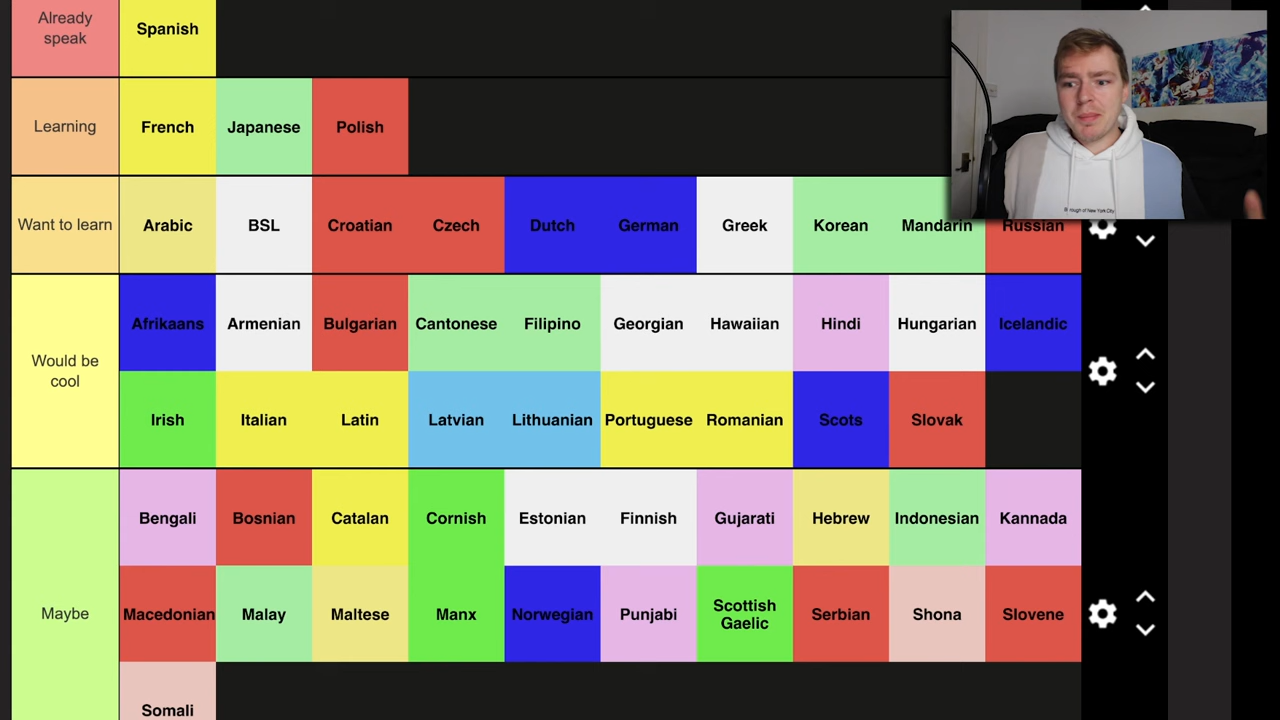 Already
speak
Spanish
Learning
French
Japanese
Polish
Want to learn
Arabic
BSL
Croatian
Czech
Dutch
German
Greek
Korean
Mandarin
Russian
Would be
cool
Afrikaans
Armenian
Bulgarian
Cantonese
Filipino
Georgian
Hawaiian
Hindi
Hungarian
Icelandic
Irish
Italian
Latin
Latvian
Lithuanian
Portuguese
Romanian
Scots
Slovak
Maybe
Bengali
Bosnian
Catalan
Cornish
Estonian
Finnish
Gujarati
Hebrew
Indonesian
Kannada
Macedonian
Malay
Maltese
Manx
Norwegian
Punjabi
Scottish
Gaelic
Serbian
Shona
Slovene
Somali